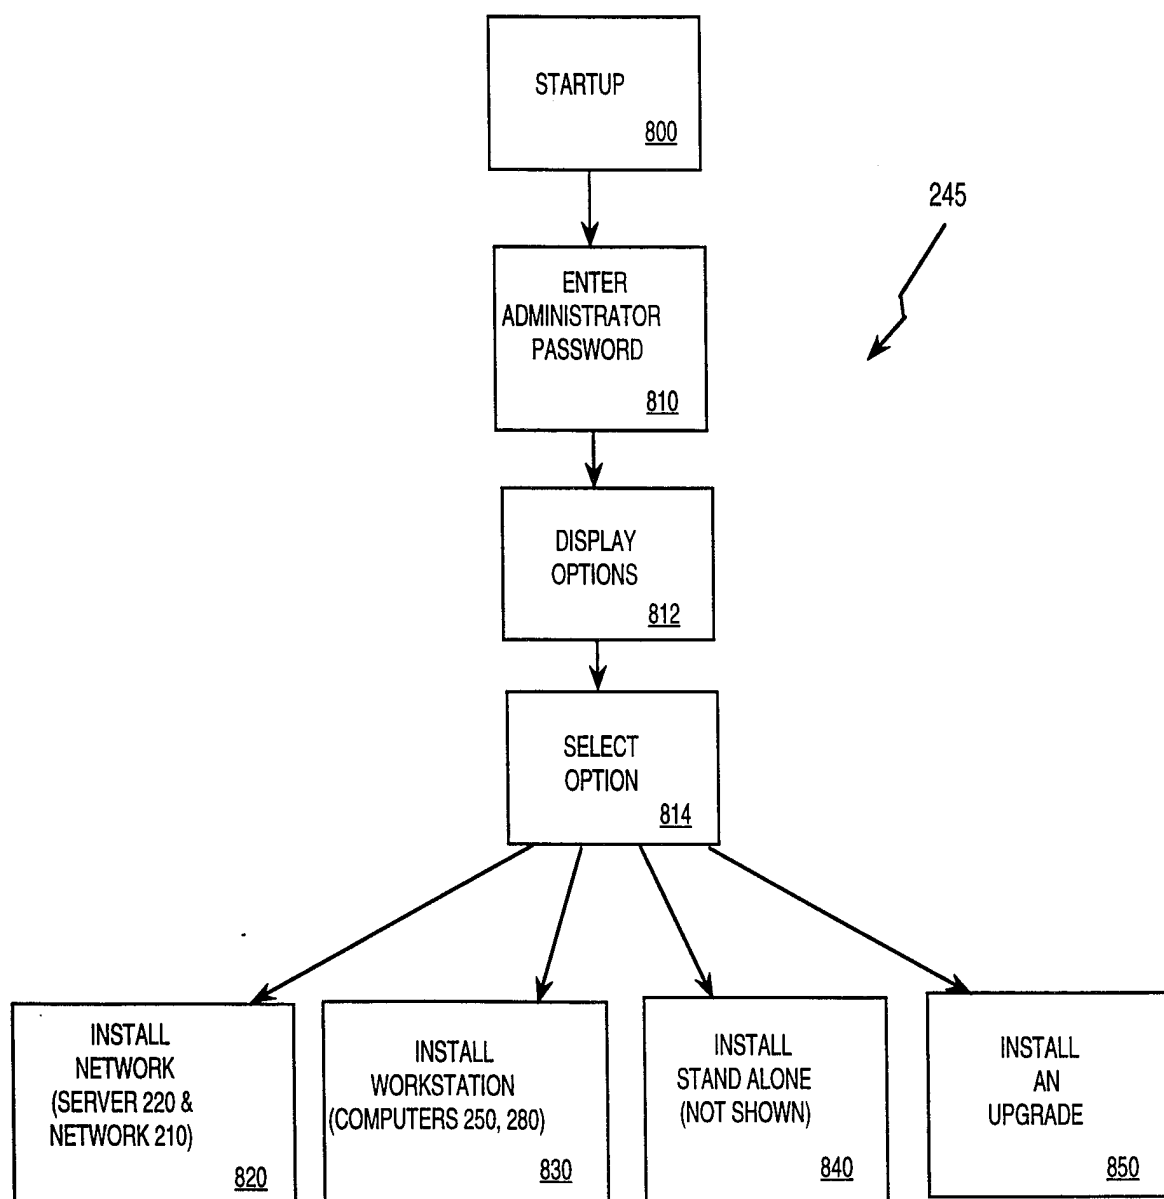 STARTUP
800
245
ENTER
ADMINISTRATOR
PASSWORD
810
DISPLAY
OPTIONS
812
SELECT
OPTION
814
INSTALL
NETWORK
(SERVER 220 &
NETWORK 210)
820
INSTALL
WORKSTATION
(COMPUTERS 250, 280)
830
INSTALL
STAND ALONE
(NOT SHOWN)
840
INSTALL
AN
UPGRADE
850